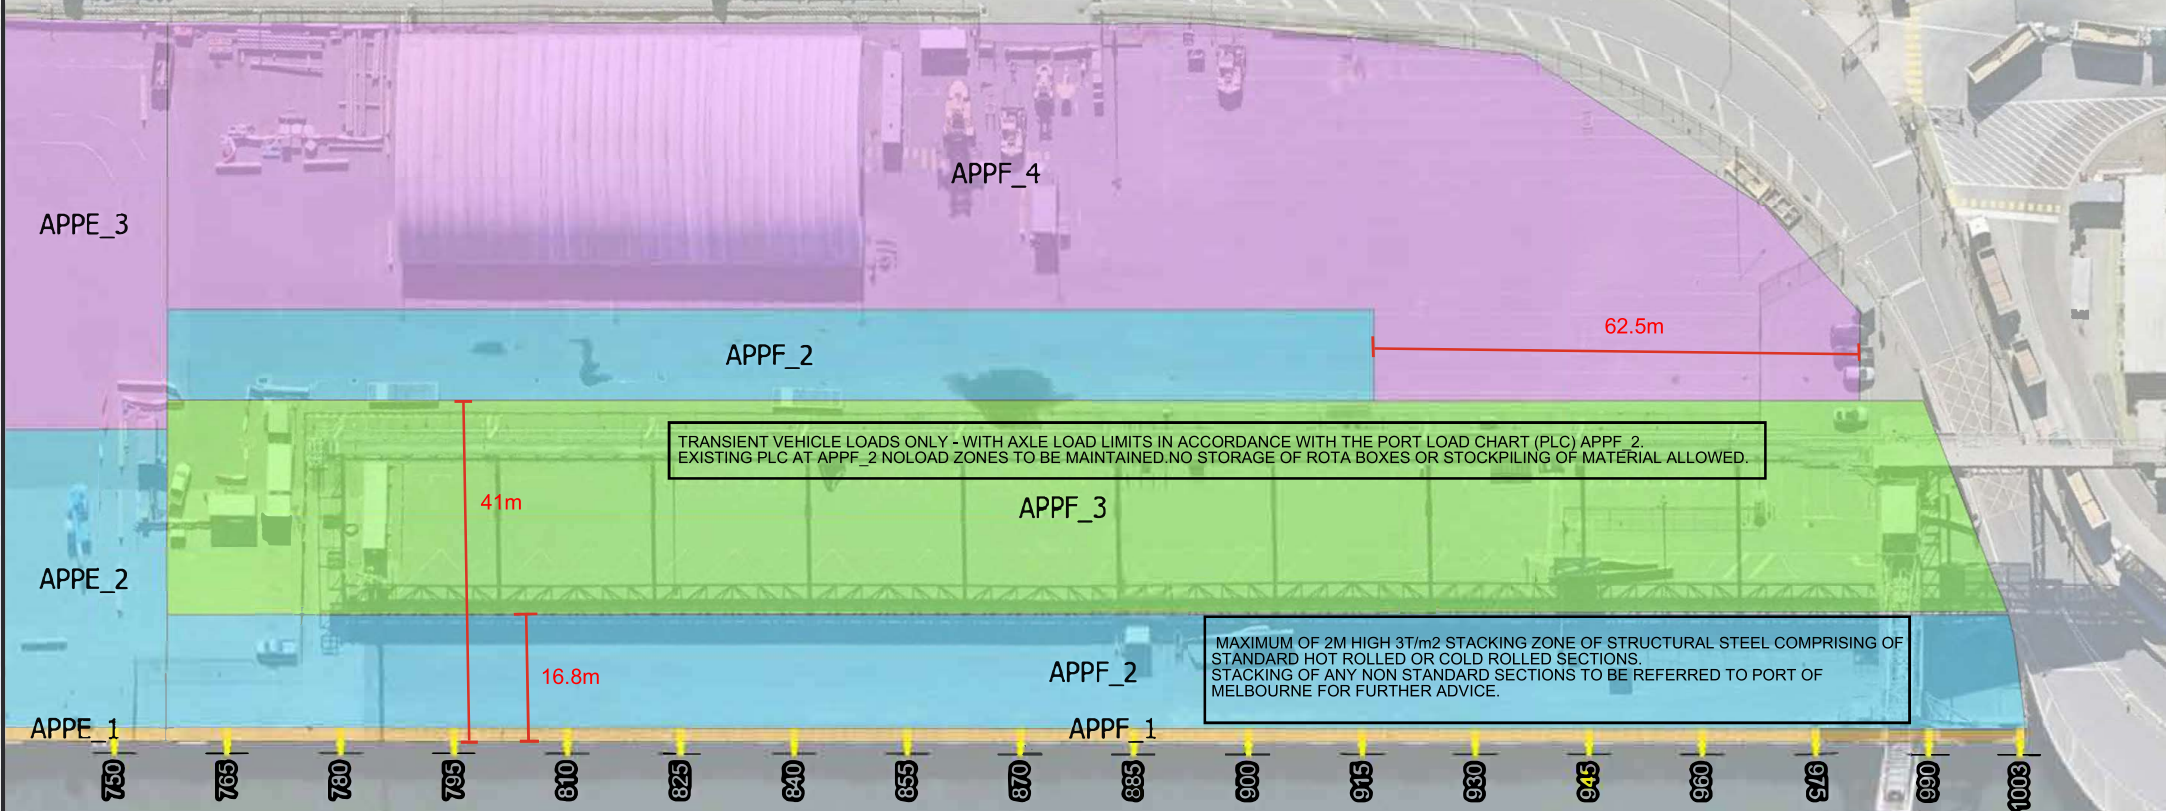 APPF_4
APPE_3
62.5m
APPF_2
TRANSIENT VEHICLE LOADS ONLY - WITH AXLE LOAD LIMITS IN ACCORDANCE WITH THE PORT LOAD CHART (PLC) APPF_2.
EXISTING PLC AT APPF_2 NOLOAD ZONES TO BE MAINTAINED.NO STORAGE OF ROTA BOXES OR STOCKPILING OF MATERIAL ALLOWED.
41m
APPF_3
APPE_2
MAXIMUM OF 2M HIGH 3T/m2 STACKING ZONE OF STRUCTURAL STEEL COMPRISING OF
STANDARD HOT ROLLED OR COLD ROLLED SECTIONS.
STACKING OF ANY NON STANDARD SECTIONS TO BE REFERRED TO PORT OF
MELBOURNE FOR FURTHER ADVICE.
16.8m
APPF_2
APPE_1
APPF_1
750
765
780
795
810
825
840
855
870
885
900
915
930
945
960
975
990
1003